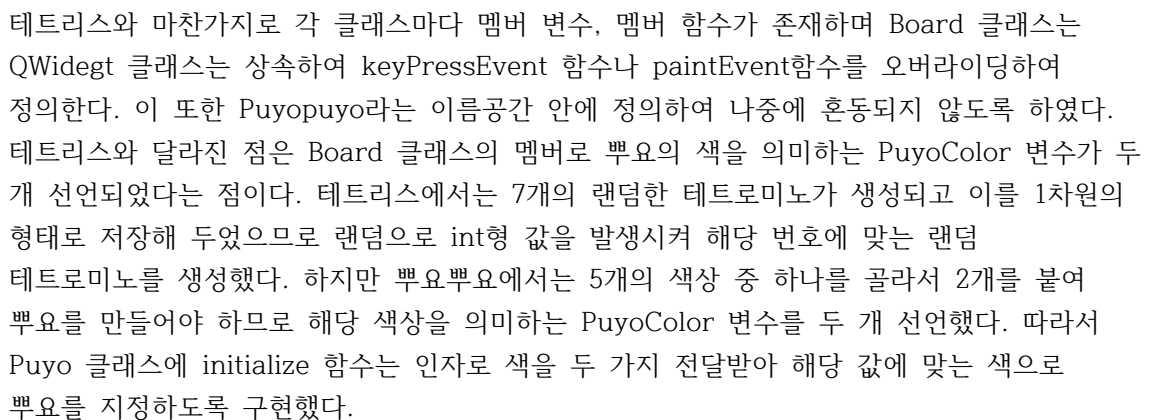 테트리스와 마찬가지로 각 클래스마다 멤버 변수, 멤버 함수가 존재하며 Board 클래스는
QWidegt 클래스는 상속하여 keyPressEvent 함수나 paintEvent함수를 오버라이딩하여
정의한다. 이 또한 Puyopuyo라는 이름공간 안에 정의하여 나중에 혼동되지 않도록 하였다.
테트리스와 달라진 점은 Board 클래스의 멤버로 뿌요의 색을 의미하는 PuyoColor 변수가 두
개 선언되었다는 점이다. 테트리스에서는 7개의 랜덤한 테트로미노가 생성되고 이를 1차원의
형태로 저장해 두었으므로 랜덤으로 int형 값을 발생시켜 해당 번호에 맞는 랜덤
테트로미노를 생성했다. 하지만 뿌요뿌요에서는 5개의 색상 중 하나를 골라서 2개를 붙여
뿌요를 만들어야 하므로 해당 색상을 의미하는 PuyoColor 변수를 두 개 선언했다. 따라서
Puyo 클래스에 initialize 함수는 인자로 색을 두 가지 전달받아 해당 값에 맞는 색으로
뿌요를 지정하도록 구현했다.